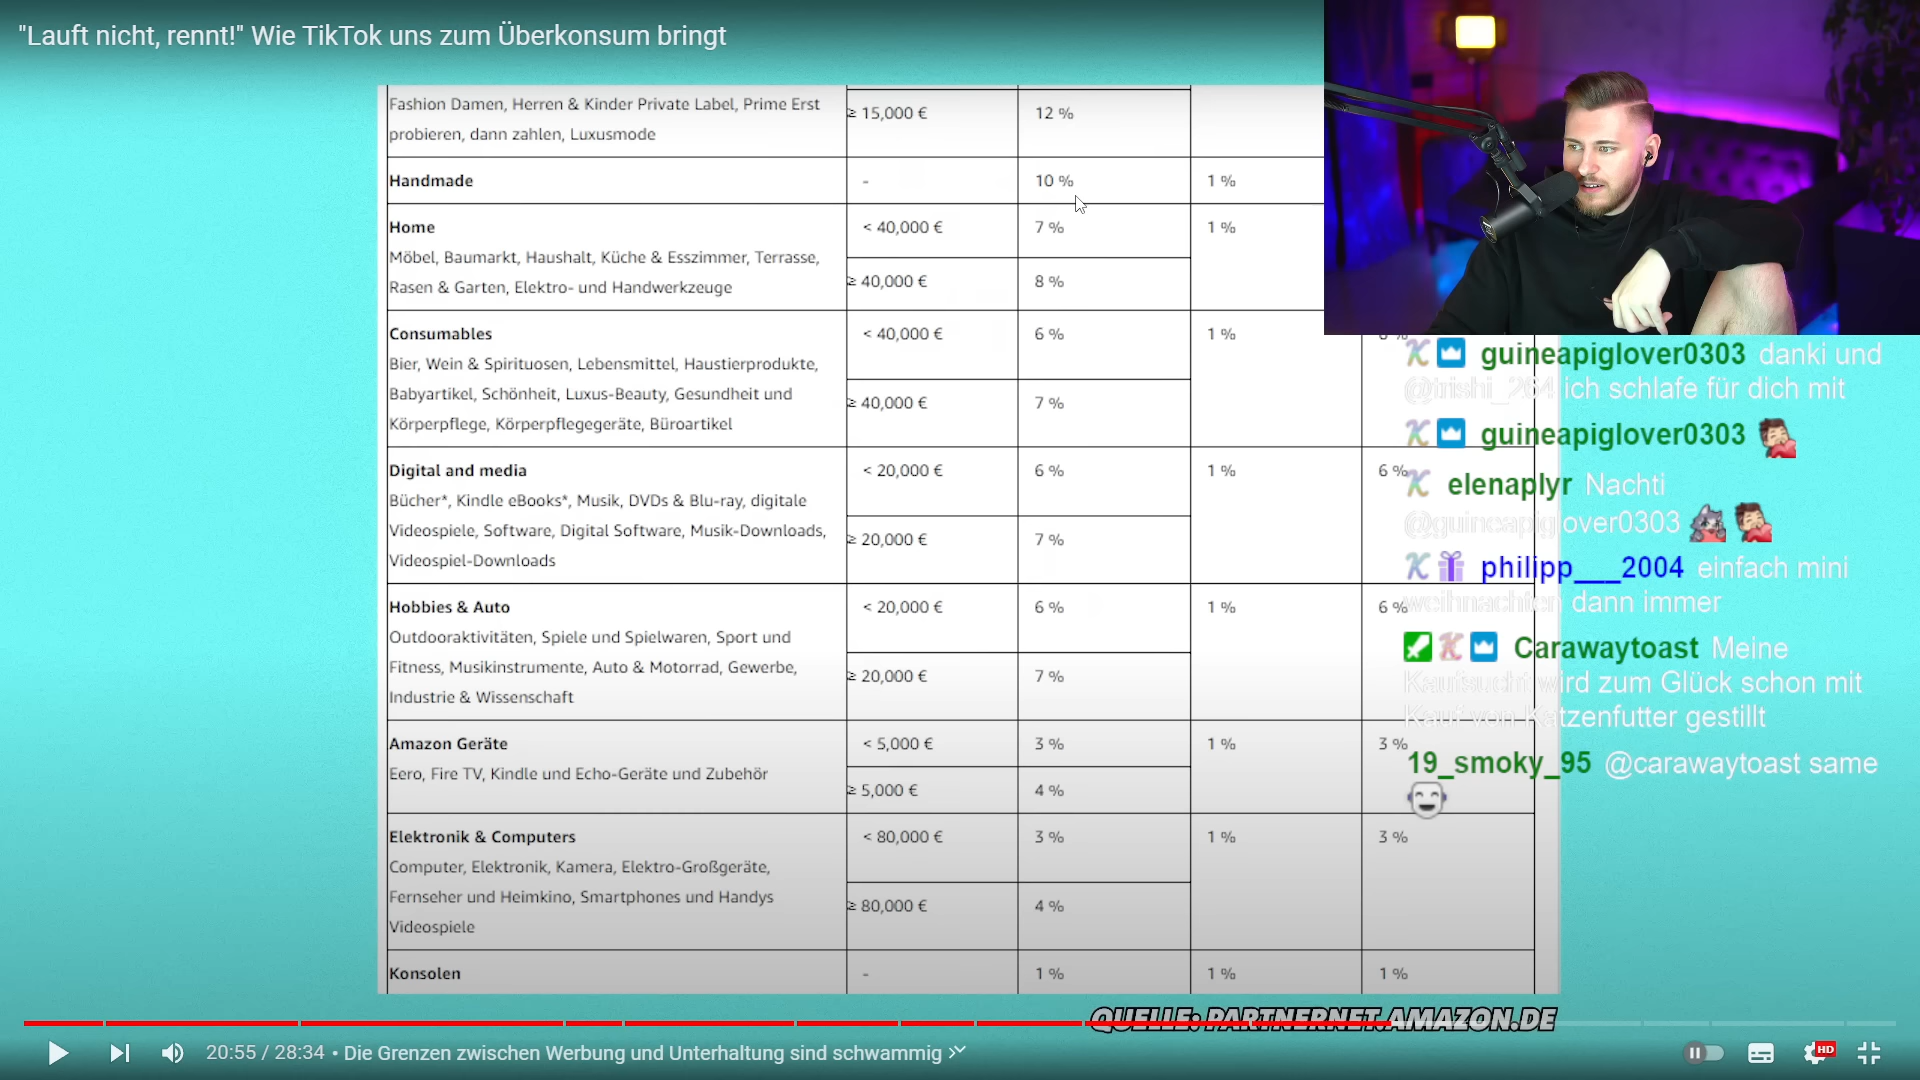 "Lauft nicht, rennt!" Wie TikTok uns zum Überkonsum bringt
Fashion Damen, Herren & Kinder Private Label, Prime Erst
probieren, dann zahlen, Luxusmode
≥ 15,000 €
12 %
Handmade
-
10 %
1 %
Home
Möbel, Baumarkt, Haushalt, Küche & Esszimmer, Terrasse,
Rasen & Garten, Elektro- und Handwerkzeuge
< 40,000 €
7 %
1 %
≥ 40,000 €
8 %
Consumables
Bier, Wein & Spirituosen, Lebensmittel, Haustierprodukte,
Babyartikel, Schönheit, Luxus-Beauty, Gesundheit und
Körperpflege, Körperpflegegeräte, Büroartikel
< 40,000 €
6 %
1 %
≥ 40,000 €
7 %
Digital and media
Bücher*, Kindle eBooks*, Musik, DVDs & Blu-ray, digitale
Videospiele, Software, Digital Software, Musik-Downloads,
Videospiel-Downloads
< 20,000 €
6 %
1 %
6 %
≥ 20,000 €
7 %
Hobbies & Auto
Outdooraktivitäten, Spiele und Spielwaren, Sport und
Fitness, Musikinstrumente, Auto & Motorrad, Gewerbe,
Industrie & Wissenschaft
< 20,000 €
6 %
1 %
6 %
≥ 20,000 €
7 %
Amazon Geräte
Eero, Fire TV, Kindle und Echo-Geräte und Zubehör
< 5,000 €
3 %
1 %
3 %
≥ 5,000 €
4 %
Elektronik & Computers
Computer, Elektronik, Kamera, Elektro-Großgeräte,
Fernseher und Heimkino, Smartphones und Handys
Videospiele
< 80,000 €
3 %
1 %
3 %
≥ 80,000 €
4 %
Konsolen
-
1 %
1 %
1 %
guineapiglover0303 danki und
@irishi_264 ich schlafe für dich mit
guineapiglover0303
elenaplyr Nachti
@guineapiglover0303
philipp___2004 einfach mini
weihnachten dann immer
Carawaytoast Meine
Kaufsucht wird zum Glück schon mit
Kauf von Katzenfutter gestillt
19_smoky_95 @carawaytoast same
QUELLE: PARTNERNET.AMAZON.DE
20:55 / 28:34 • Die Grenzen zwischen Werbung und Unterhaltung sind schwammig
HD